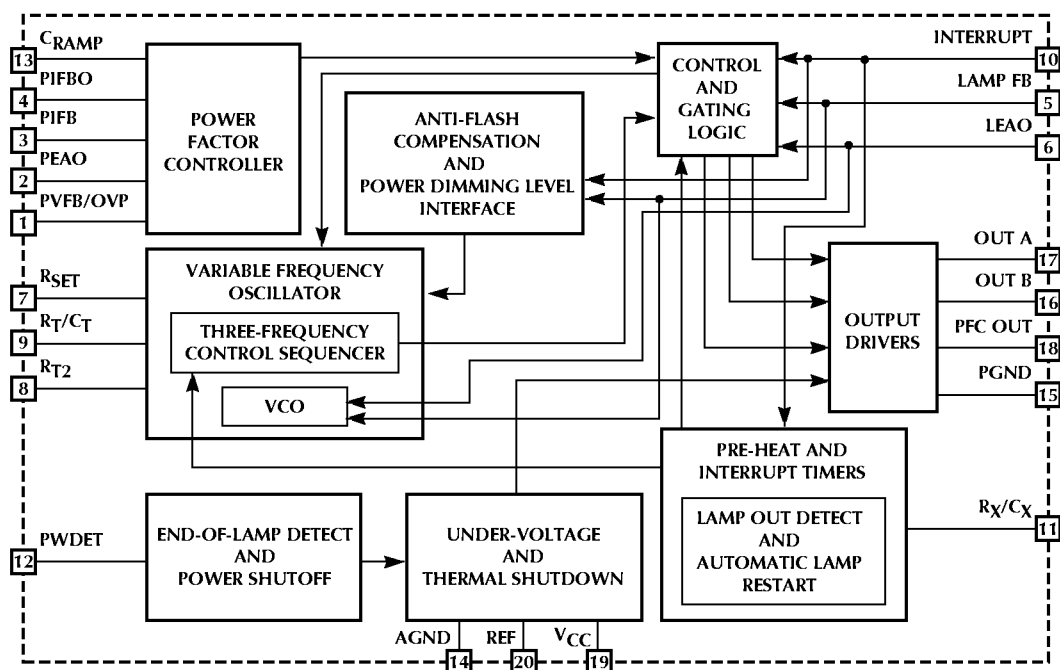 CRAMP
13
PIFBO
4
PIFB
3
PEAO
2
PVFB/OVP
1
POWER
FACTOR
CONTROLLER
ANTI-FLASH
COMPENSATION
AND
POWER DIMMING LEVEL
INTERFACE
CONTROL
AND
GATING
LOGIC
INTERRUPT
10
LAMP FB
5
LEAO
6
RSET
7
RT/CT
9
RT2
8
VARIABLE FREQUENCY
OSCILLATOR
THREE-FREQUENCY
CONTROL SEQUENCER
VCO
OUTPUT
DRIVERS
OUT A
17
OUT B
16
PFC OUT
18
PGND
15
PWDET
12
END-OF-LAMP DETECT
AND
POWER SHUTOFF
UNDER-VOLTAGE
AND
THERMAL SHUTDOWN
PRE-HEAT AND
INTERRUPT TIMERS
LAMP OUT DETECT
AND
AUTOMATIC LAMP
RESTART
RX/CX
11
AGND
14
REF
20
VCC
19